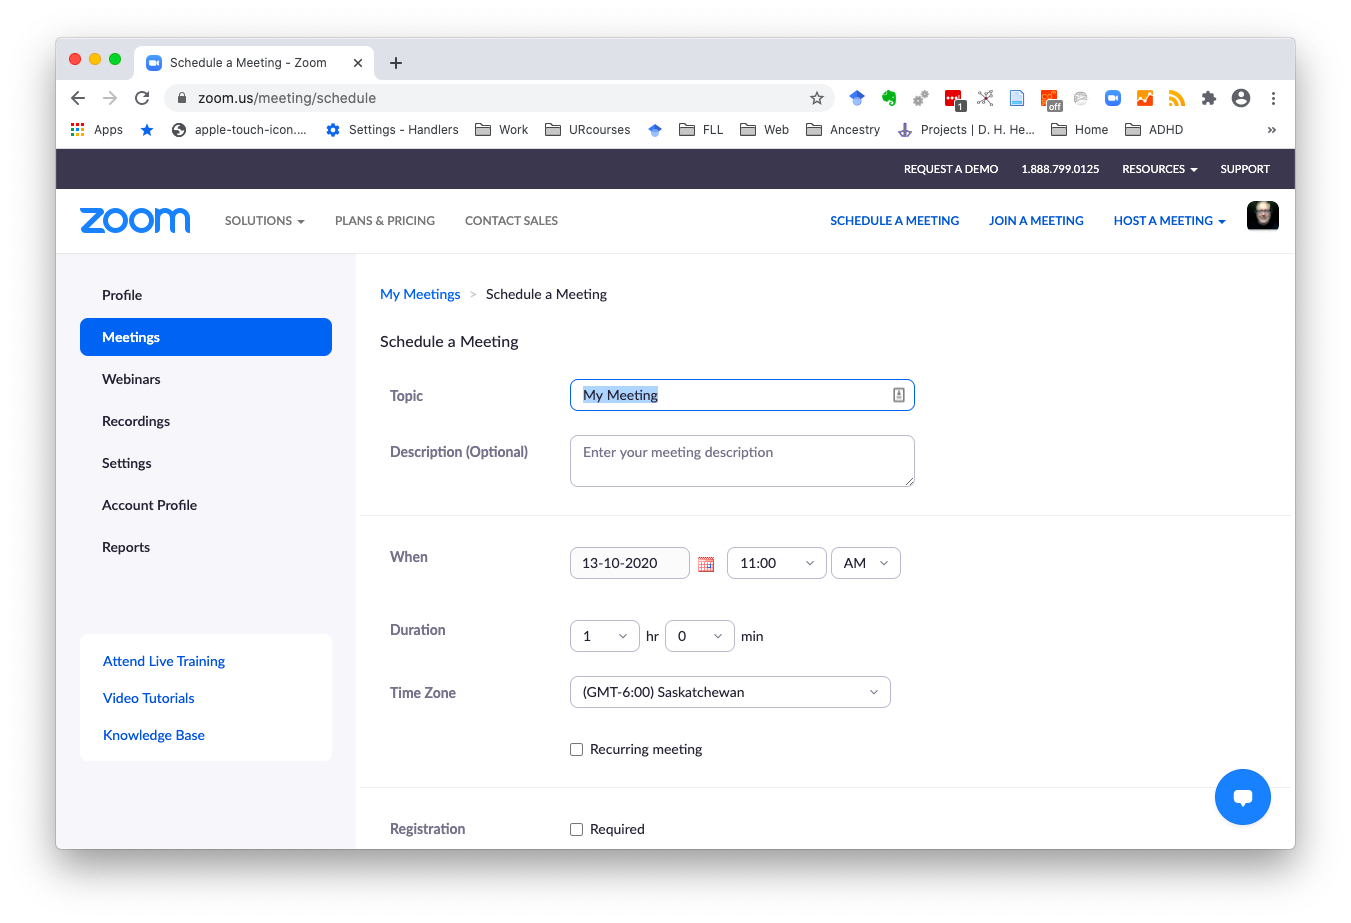 Schedule a Meeting - Zoom
zoom.us/meeting/schedule
1
off
Apps apple-touch-icon.... Settings - Handlers Work URcourses FLL Web Ancestry Projects | D. H. He... Home ADHD »
REQUEST A DEMO 1.888.799.0125 RESOURCES SUPPORT
zoom SOLUTIONS PLANS & PRICING CONTACT SALES SCHEDULE A MEETING JOIN A MEETING HOST A MEETING
Profile
Meetings
Webinars
Recordings
Settings
Account Profile
Reports
Attend Live Training
Video Tutorials
Knowledge Base
My Meetings > Schedule a Meeting
Schedule a Meeting
Topic My Meeting
Description (Optional) Enter your meeting description
When 13-10-2020 11:00 AM
Duration 1 hr 0 min
Time Zone (GMT-6:00) Saskatchewan
Recurring meeting
Registration Required